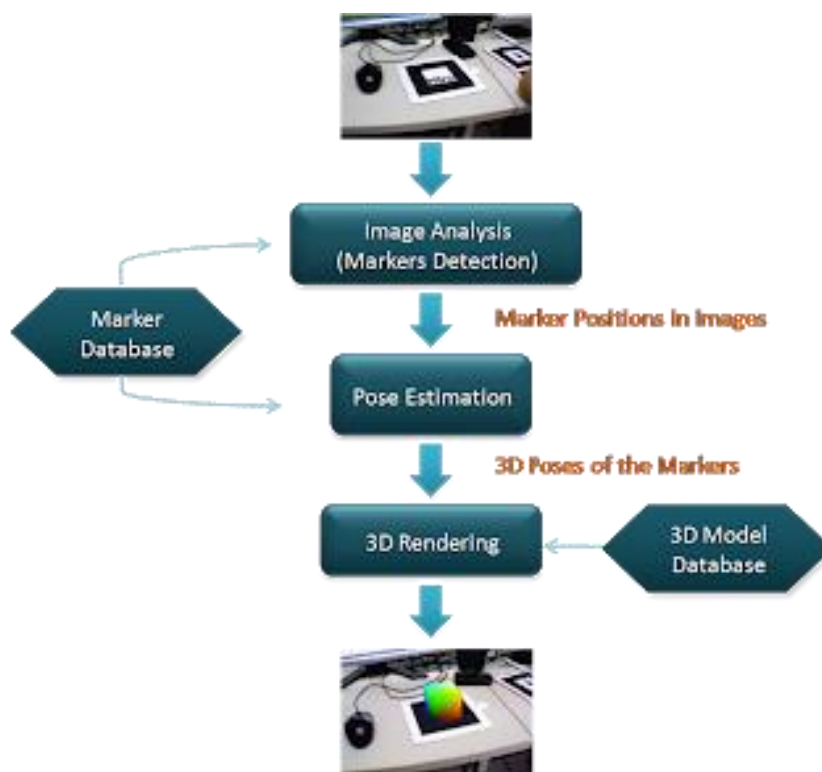 Image Analysis
(Markers Detection)
Marker Positions in Images
Marker
Database
Pose Estimation
3D Poses of the Markers
3D Rendering
3D Model
Database